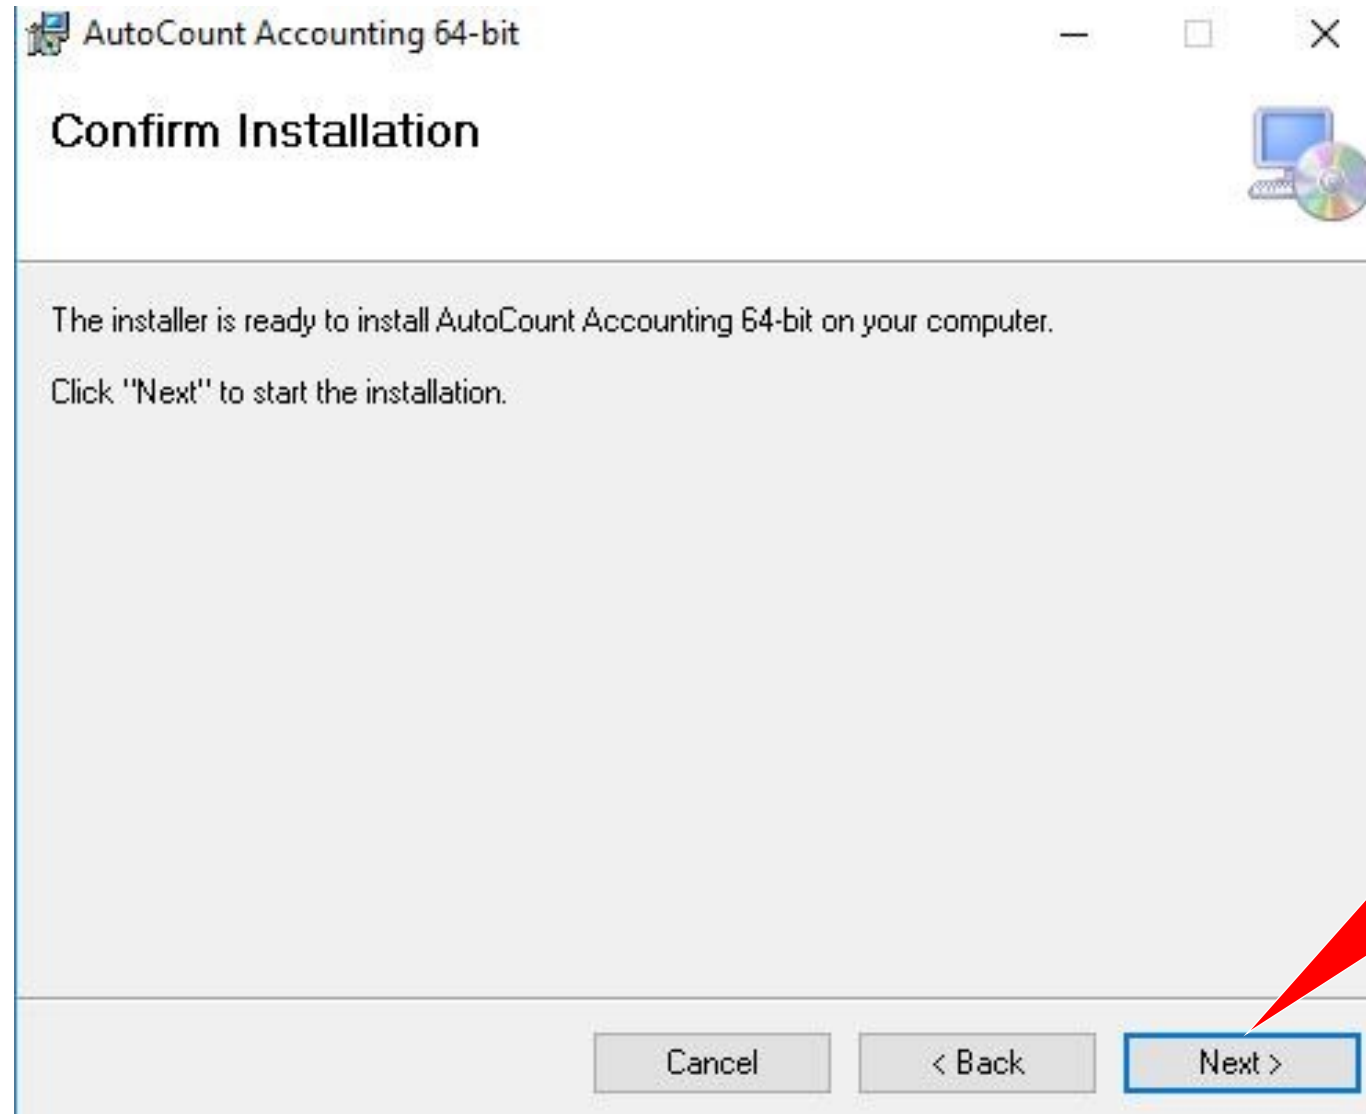 AutoCount Accounting 64-bit
Confirm Installation
The installer is ready to install AutoCount Accounting 64-bit on your computer.
Click "Next" to start the installation.
Cancel
< Back
Next >